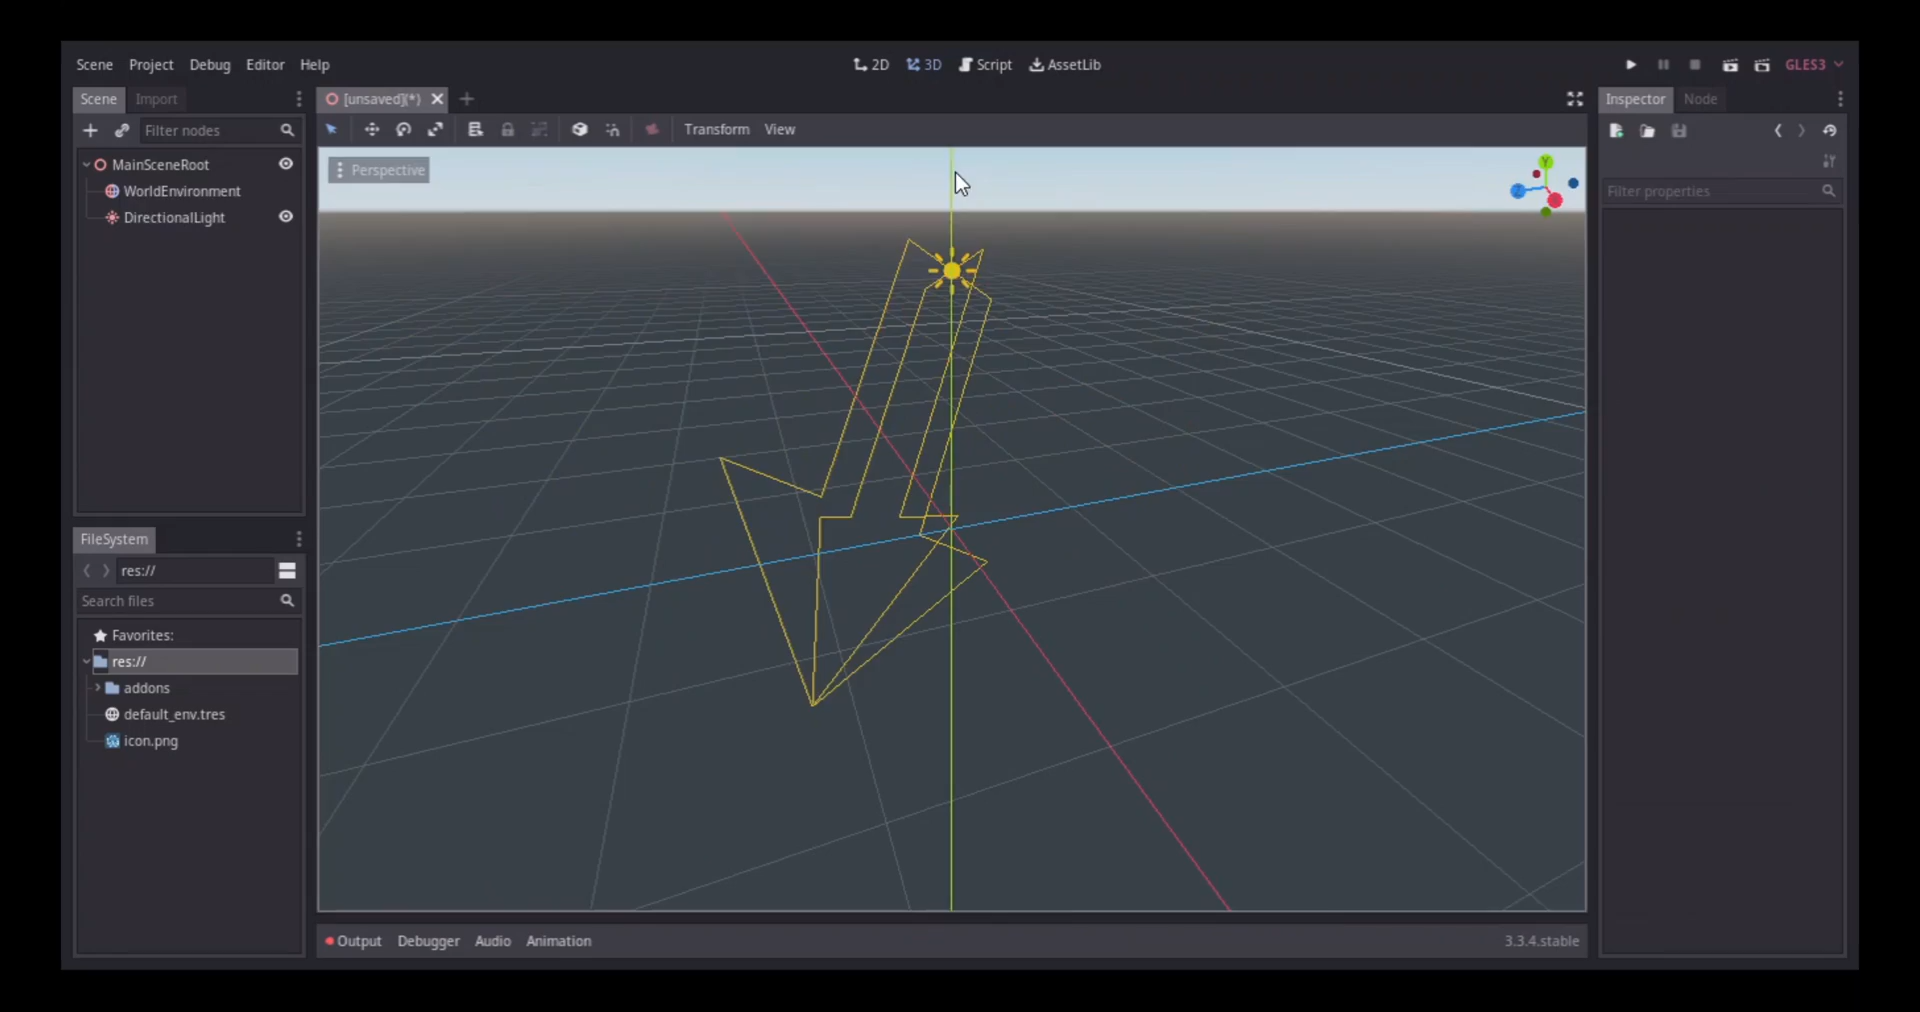 Scene Project Debug Editor Help
2D 3D Script AssetLib
GLES3
Scene Import
[unsaved](*)
Inspector Node
Filter nodes
Transform View
MainSceneRoot
WorldEnvironment
DirectionalLight
Perspective
Y
Z
Filter properties
FileSystem
res://
Search files
Favorites:
res://
addons
default_env.tres
icon.png
Output Debugger Audio Animation
3.3.4.stable